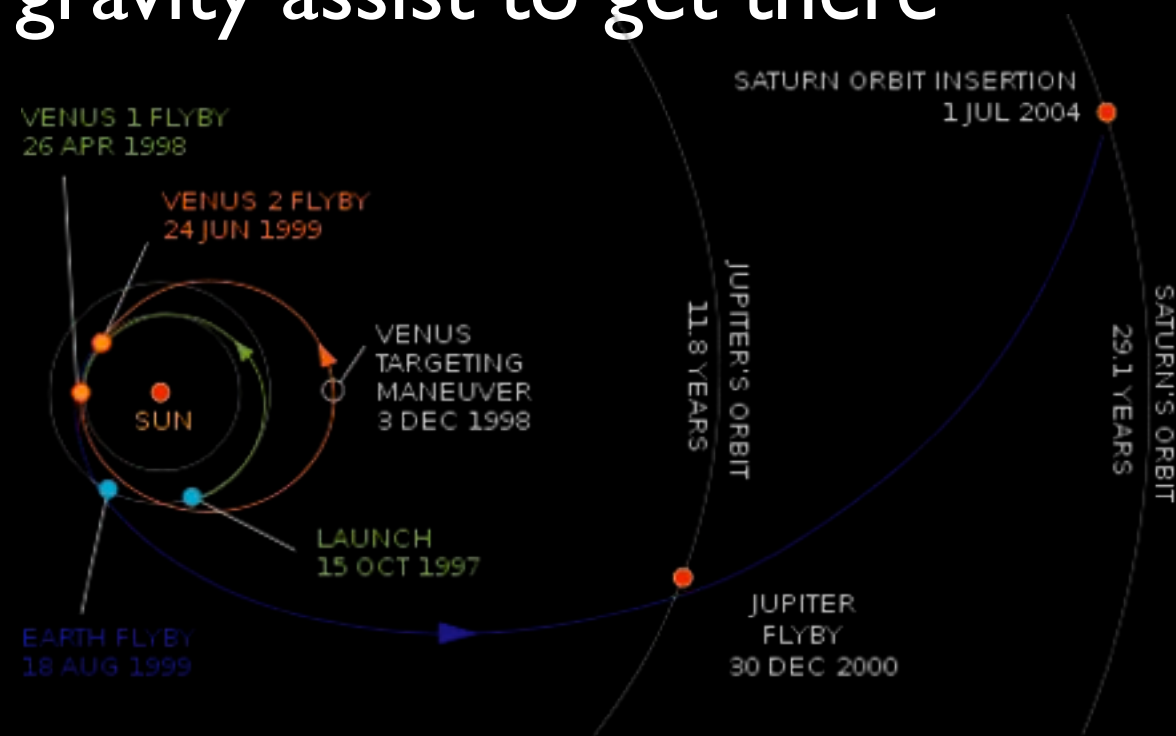 gravity assist to get there
SATURN ORBIT INSERTION
1 JUL 2004
VENUS 1 FLYBY
26 APR 1998
VENUS 2 FLYBY
24 JUN 1999
VENUS
TARGETING
MANEUVER
3 DEC 1998
SUN
JUPITER'S ORBIT
11.8 YEARS
SATURN'S ORBIT
29.1 YEARS
LAUNCH
15 OCT 1997
JUPITER
FLYBY
30 DEC 2000
EARTH FLYBY
18 AUG 1999